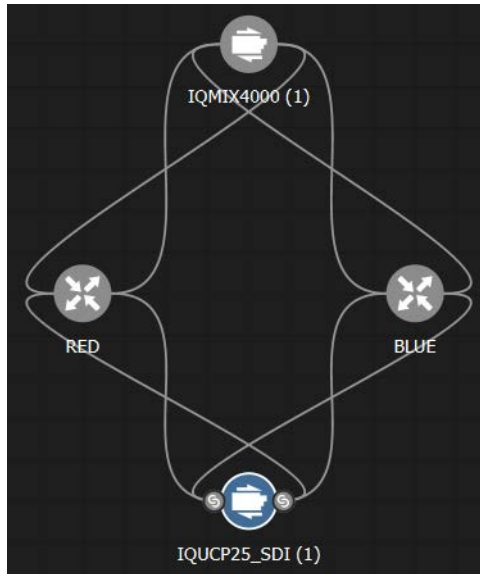 IQMIX4000 (1)
RED
BLUE
S
S
IQUCP25_SDI (1)